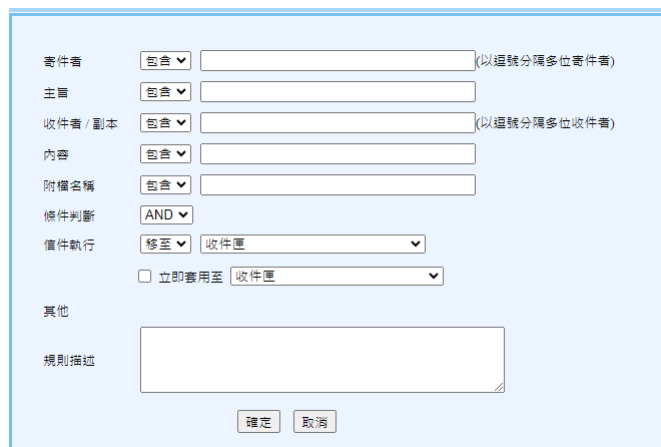 寄件者 包含 (以逗號分隔多位寄件者)
主旨 包含
收件者 / 副本 包含 (以逗號分隔多位收件者)
內容 包含
附檔名稱 包含
條件判斷 AND
信件執行 移至 收件匣
立即套用至 收件匣
其他
規則描述
確定 取消